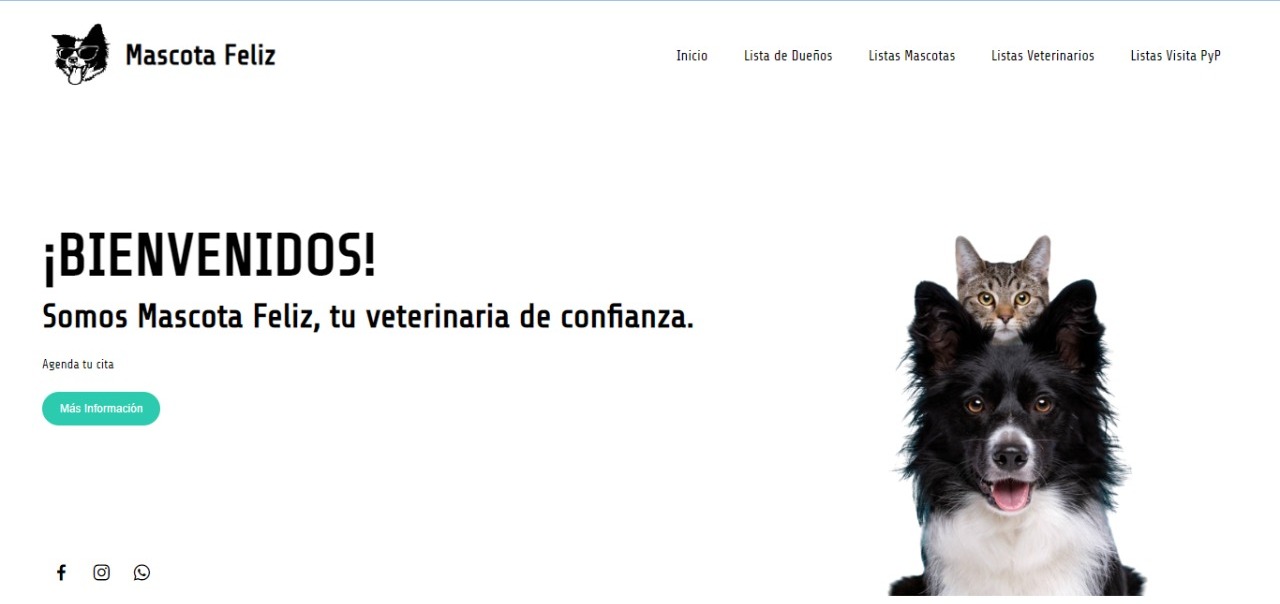 Mascota Feliz
Inicio Lista de Dueños Listas Mascotas Listas Veterinarios Listas Visita PyP
¡BIENVENIDOS!
Somos Mascota Feliz, tu veterinaria de confianza.
Agenda tu cita
Más Información